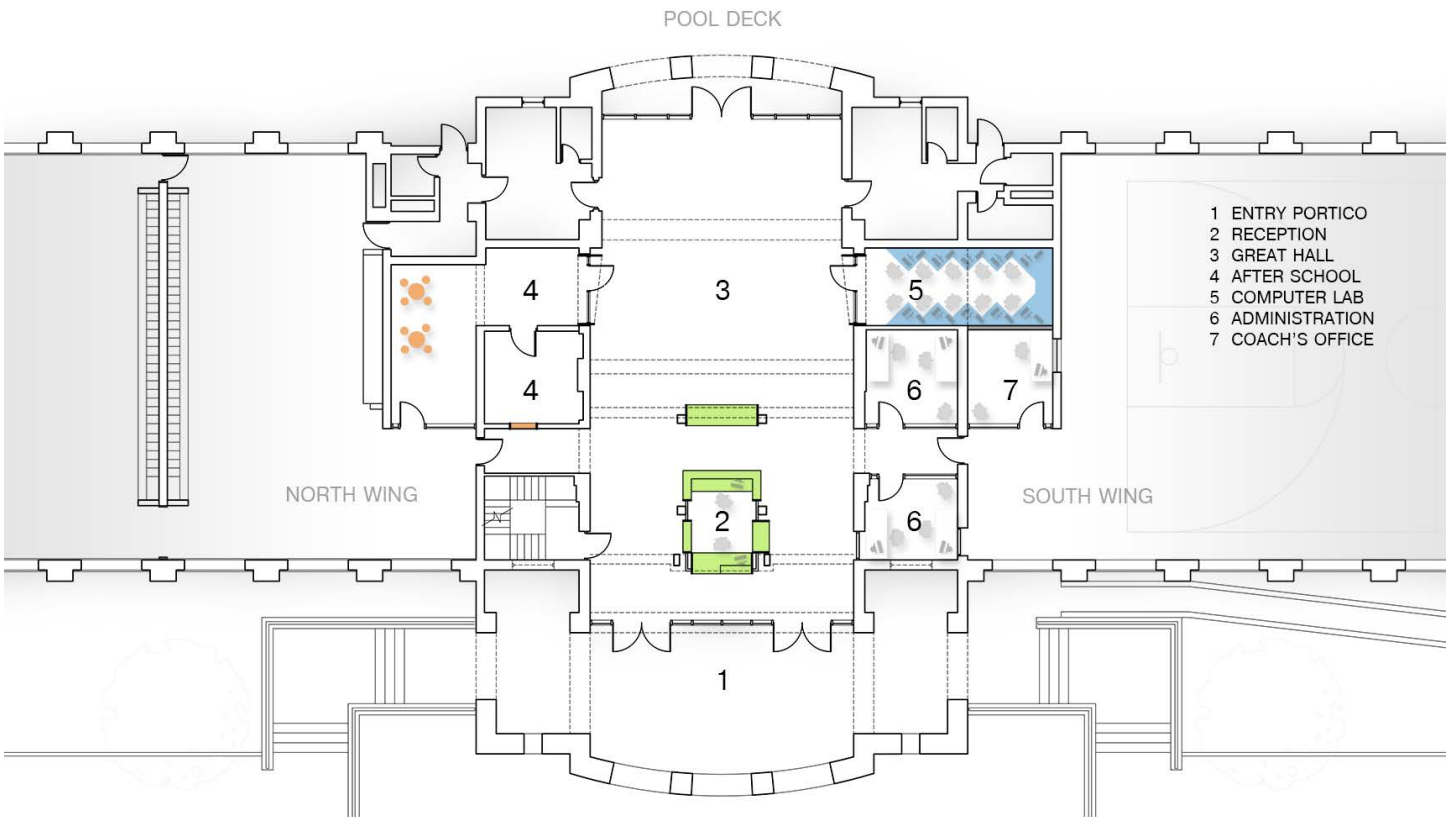 POOL DECK
1 ENTRY PORTICO
2 RECEPTION
3 GREAT HALL
4 AFTER SCHOOL
5 COMPUTER LAB
6 ADMINISTRATION
7 COACH'S OFFICE
4
3
5
4
6
7
NORTH WING
SOUTH WING
2
6
1